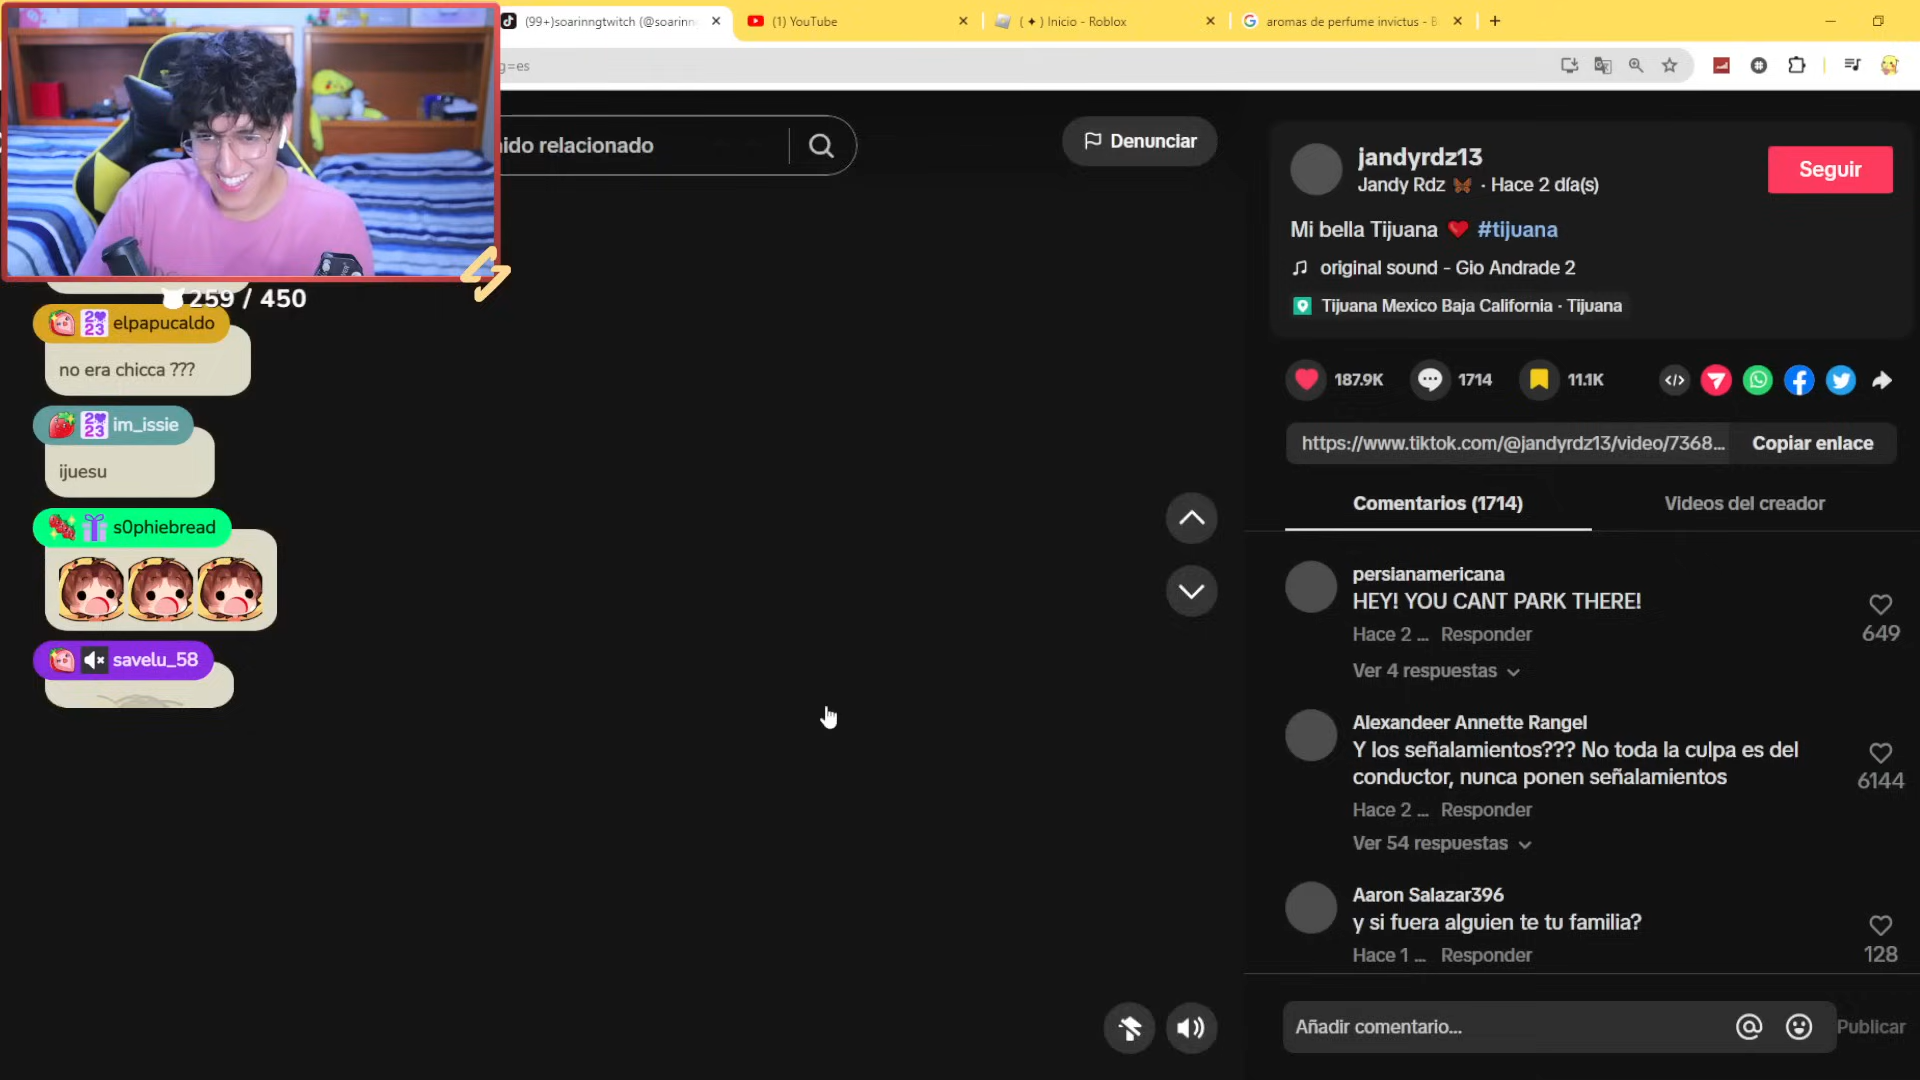 (99+)soarinngtwitch (@soarinn
(1) YouTube
( ✦ ) Inicio - Roblox
aromas de perfume invictus - B
g=es
ido relacionado
Denunciar
259 / 450
elpapucaldo
no era chicca ???
im_issie
ijuesu
s0phiebread
savelu_58
jandyrdz13
Jandy Rdz 🦋 · Hace 2 día(s)
Seguir
Mi bella Tijuana ❤️ #tijuana
original sound - Gio Andrade 2
Tijuana Mexico Baja California · Tijuana
187.9K
1714
11.1K
https://www.tiktok.com/@jandyrdz13/video/7368...
Copiar enlace
Comentarios (1714)
Videos del creador
persianamericana
HEY! YOU CANT PARK THERE!
Hace 2 ... Responder
649
Ver 4 respuestas
Alexandeer Annette Rangel
Y los señalamientos??? No toda la culpa es del
conductor, nunca ponen señalamientos
6144
Hace 2 ... Responder
Ver 54 respuestas
Aaron Salazar396
y si fuera alguien te tu familia?
Hace 1 ... Responder
128
Añadir comentario...
Publicar